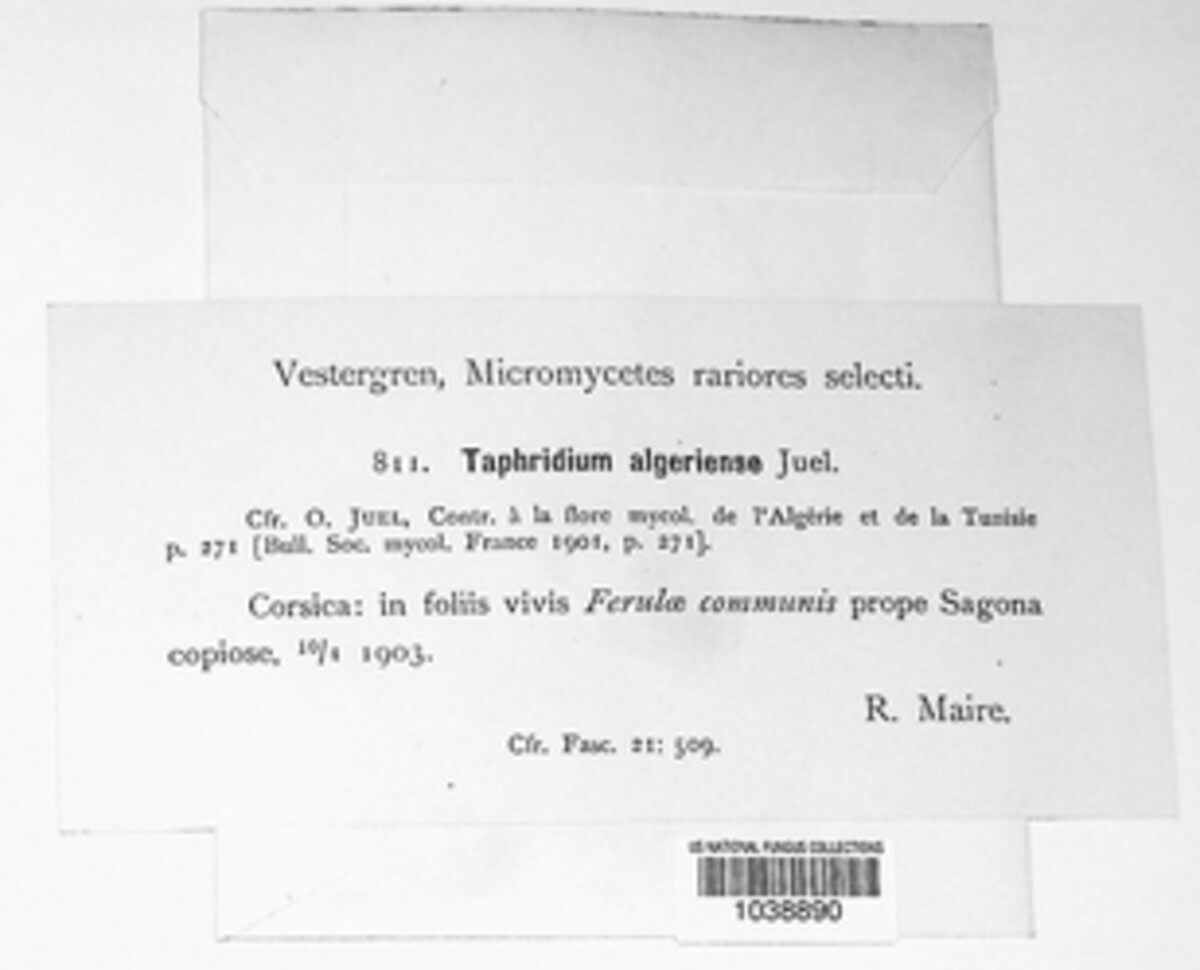 Vestergren, Micromycetes rariores selecti.
811. Taphridium algeriense Juel.
Cfr. O. JUEL, Contr. à la flore mycol. de l'Algérie et de la Tunisie
p. 271 [Bull. Soc. mycol. France 1901, p. 271].
Corsica: in foliis vivis Ferulæ communis prope Sagona
copiose, 1903.
R. Maire.
Cfr. Fasc. 21: 509.
US NATIONAL FUNGUS COLLECTIONS
1038890